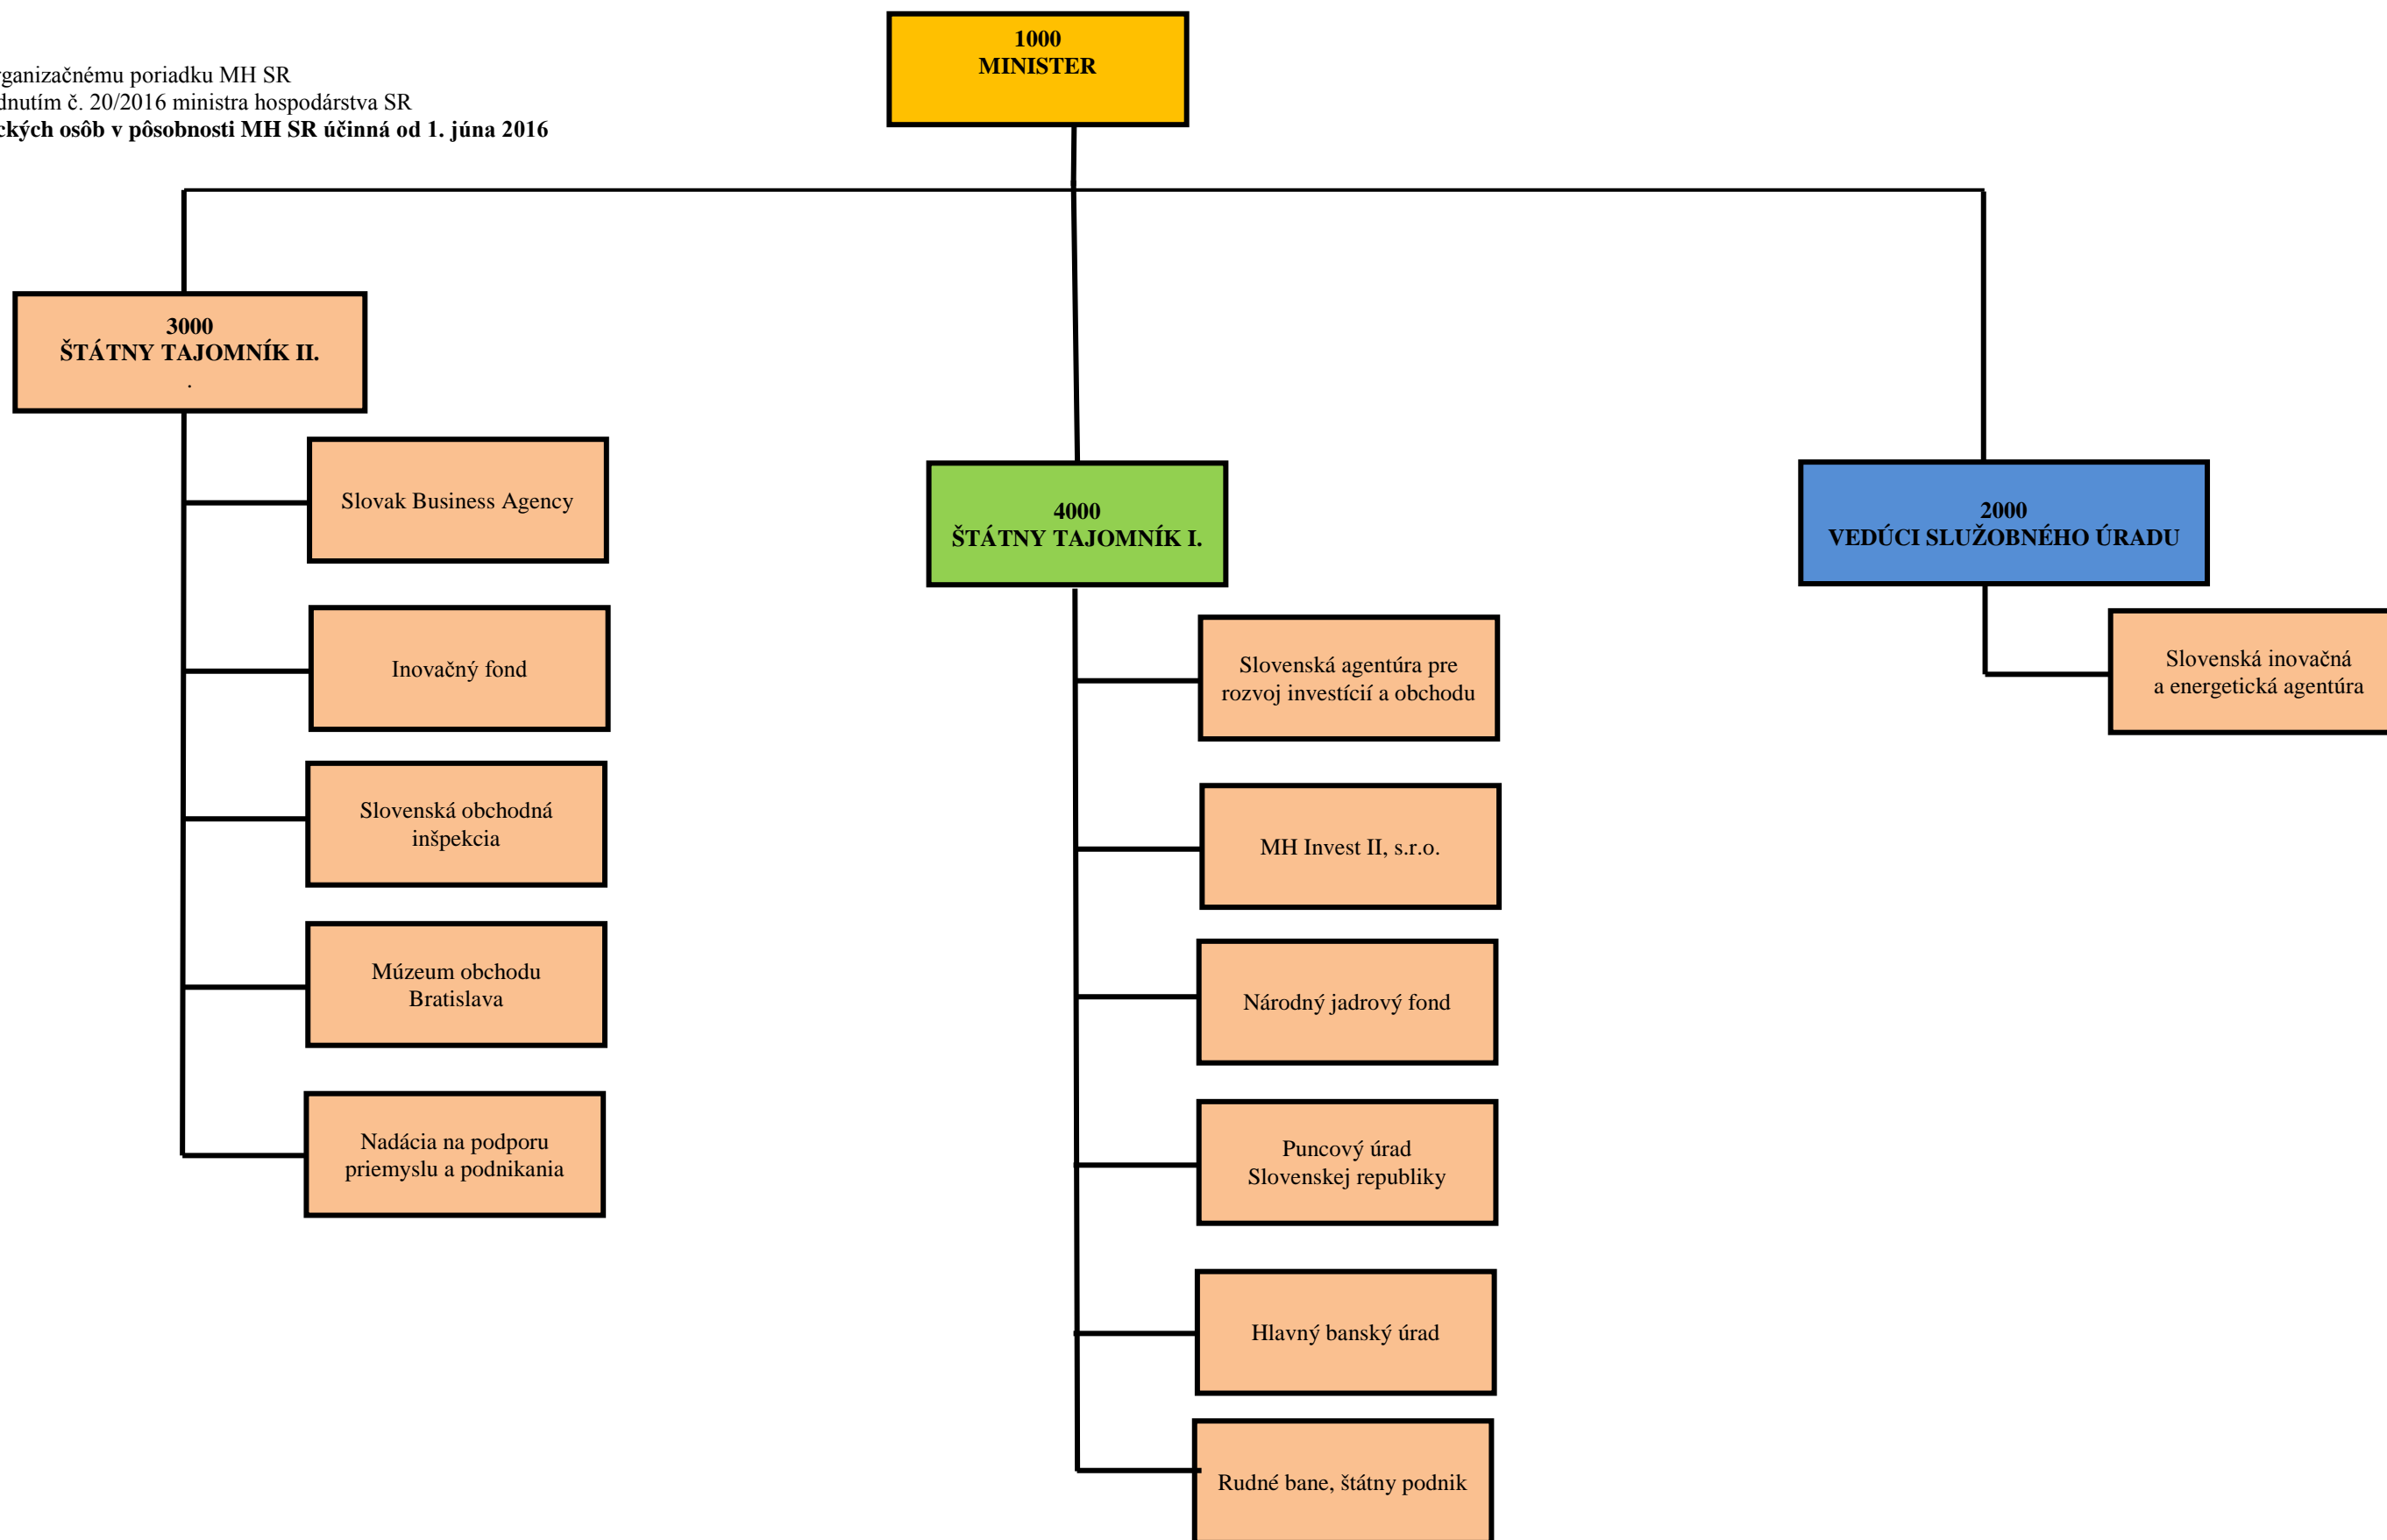 1000
MINISTER
ganizačnému poriadku MH SR
dnutím č. 20/2016 ministra hospodárstva SR
ckých osôb v pôsobnosti MH SR účinná od 1. júna 2016
3000
ŠTÁTNY TAJOMNÍK II.
.
Slovak Business Agency
Inovačný fond
Slovenská obchodná
inšpekcia
Múzeum obchodu
Bratislava
Nadácia na podporu
priemyslu a podnikania
4000
ŠTÁTNY TAJOMNÍK I.
Slovenská agentúra pre
rozvoj investícií a obchodu
MH Invest II, s.r.o.
Národný jadrový fond
Puncový úrad
Slovenskej republiky
Hlavný banský úrad
Rudné bane, štátny podnik
2000
VEDÚCI SLUŽOBNÉHO ÚRADU
Slovenská inovačná
a energetická agentúra